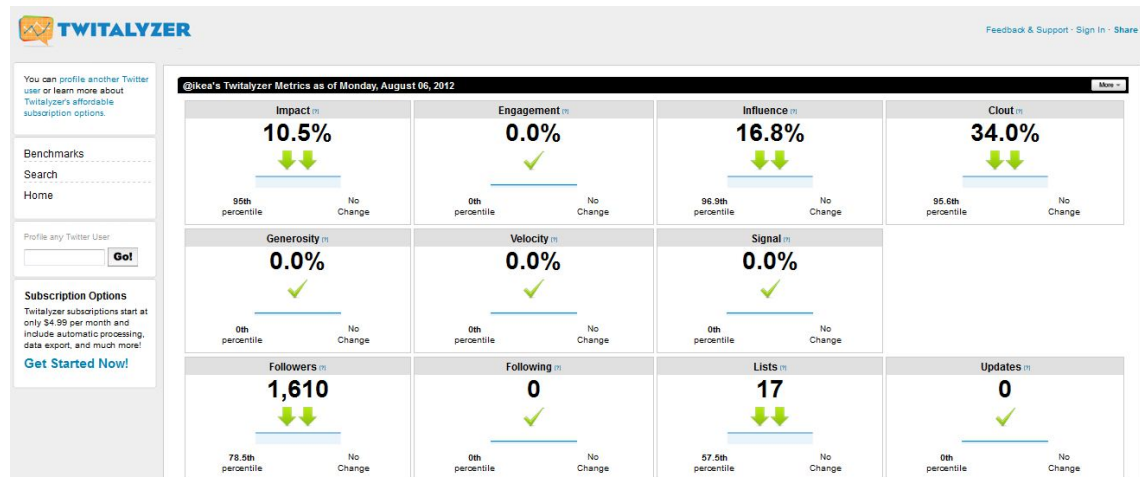 TWITALYZER
Feedback & Support · Sign In · Share
You can profile another Twitter
user or learn more about
Twitalyzer's affordable
subscription options.
Benchmarks
Search
Home
Profile any Twitter User
Go!
Subscription Options
Twitalyzer subscriptions start at
only $4.99 per month and
include automatic processing,
data export, and much more!
Get Started Now!
@ikea's Twitalyzer Metrics as of Monday, August 06, 2012
More
Impact [?]
10.5%
95th
percentile
No
Change
Engagement [?]
0.0%
0th
percentile
No
Change
Influence [?]
16.8%
96.9th
percentile
No
Change
Clout [?]
34.0%
95.6th
percentile
No
Change
Generosity [?]
0.0%
0th
percentile
No
Change
Velocity [?]
0.0%
0th
percentile
No
Change
Signal [?]
0.0%
0th
percentile
No
Change
Followers [?]
1,610
78.5th
percentile
No
Change
Following [?]
0
0th
percentile
No
Change
Lists [?]
17
57.5th
percentile
No
Change
Updates [?]
0
0th
percentile
No
Change